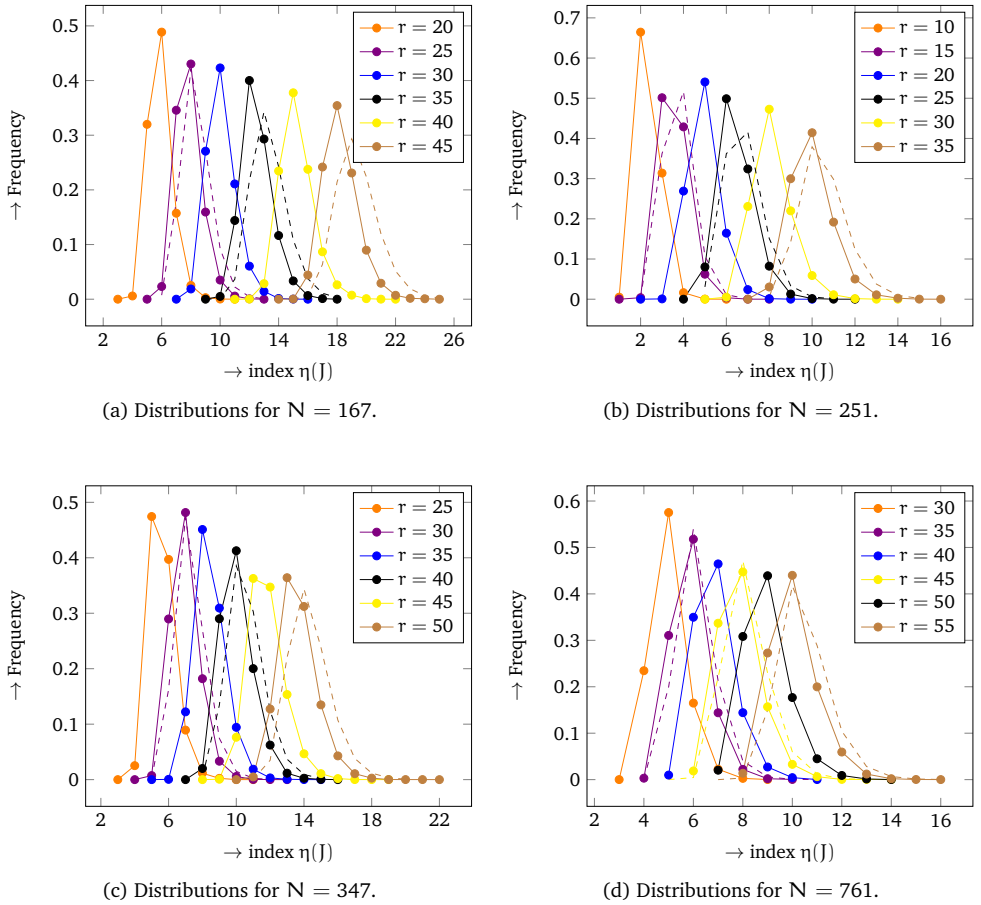 0.5
0.4
0.3
0.2
0.1
0
→ Frequency
2 6 10 14 18 22 26
→ index η(J)
r = 20
r = 25
r = 30
r = 35
r = 40
r = 45
(a) Distributions for N = 167.
0.7
0.6
0.5
0.4
0.3
0.2
0.1
0
→ Frequency
2 4 6 8 10 12 14 16
→ index η(J)
r = 10
r = 15
r = 20
r = 25
r = 30
r = 35
(b) Distributions for N = 251.
0.5
0.4
0.3
0.2
0.1
0
→ Frequency
2 6 10 14 18 22
→ index η(J)
r = 25
r = 30
r = 35
r = 40
r = 45
r = 50
(c) Distributions for N = 347.
0.6
0.5
0.4
0.3
0.2
0.1
0
→ Frequency
2 4 6 8 10 12 14 16
→ index η(J)
r = 30
r = 35
r = 40
r = 45
r = 50
r = 55
(d) Distributions for N = 761.